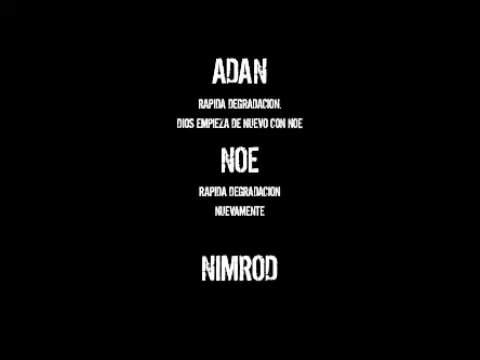 ADAN
RAPIDA DEGRADACION.
DIOS EMPIEZA DE NUEVO CON NOE
NOE
RAPIDA DEGRADACION
NUEVAMENTE
NIMROD